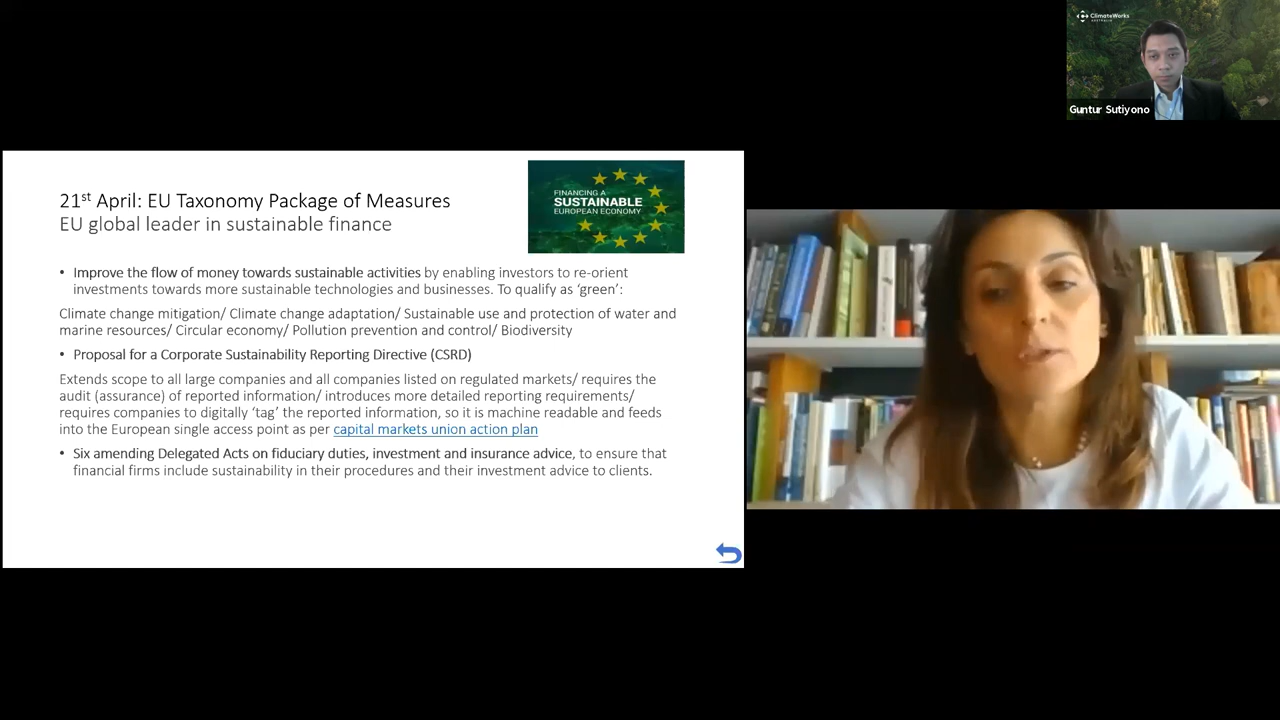 ClimateWorks
AUSTRALIA
Guntur Sutiyono
21st April: EU Taxonomy Package of Measures
EU global leader in sustainable finance
FINANCING A
SUSTAINABLE
EUROPEAN ECONOMY
• Improve the flow of money towards sustainable activities by enabling investors to re-orient
investments towards more sustainable technologies and businesses. To qualify as ‘green’:
Climate change mitigation/ Climate change adaptation/ Sustainable use and protection of water and
marine resources/ Circular economy/ Pollution prevention and control/ Biodiversity
• Proposal for a Corporate Sustainability Reporting Directive (CSRD)
Extends scope to all large companies and all companies listed on regulated markets/ requires the
audit (assurance) of reported information/ introduces more detailed reporting requirements/
requires companies to digitally ‘tag’ the reported information, so it is machine readable and feeds
into the European single access point as per capital markets union action plan
• Six amending Delegated Acts on fiduciary duties, investment and insurance advice, to ensure that
financial firms include sustainability in their procedures and their investment advice to clients.